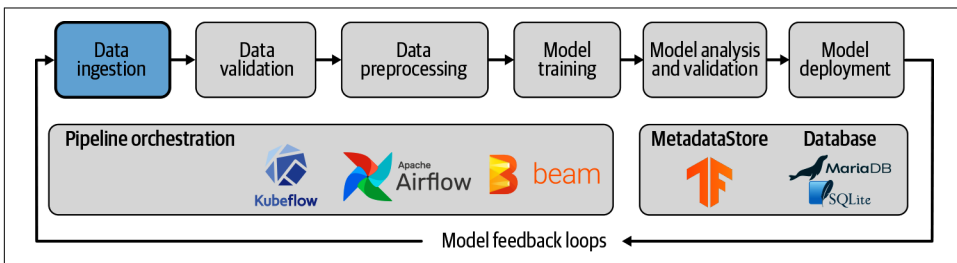 Data
ingestion
Data
validation
Data
preprocessing
Model
training
Model analysis
and validation
Model
deployment
Pipeline orchestration
Kubeflow
Apache
Airflow
beam
MetadataStore
Database
MariaDB
SQLite
Model feedback loops